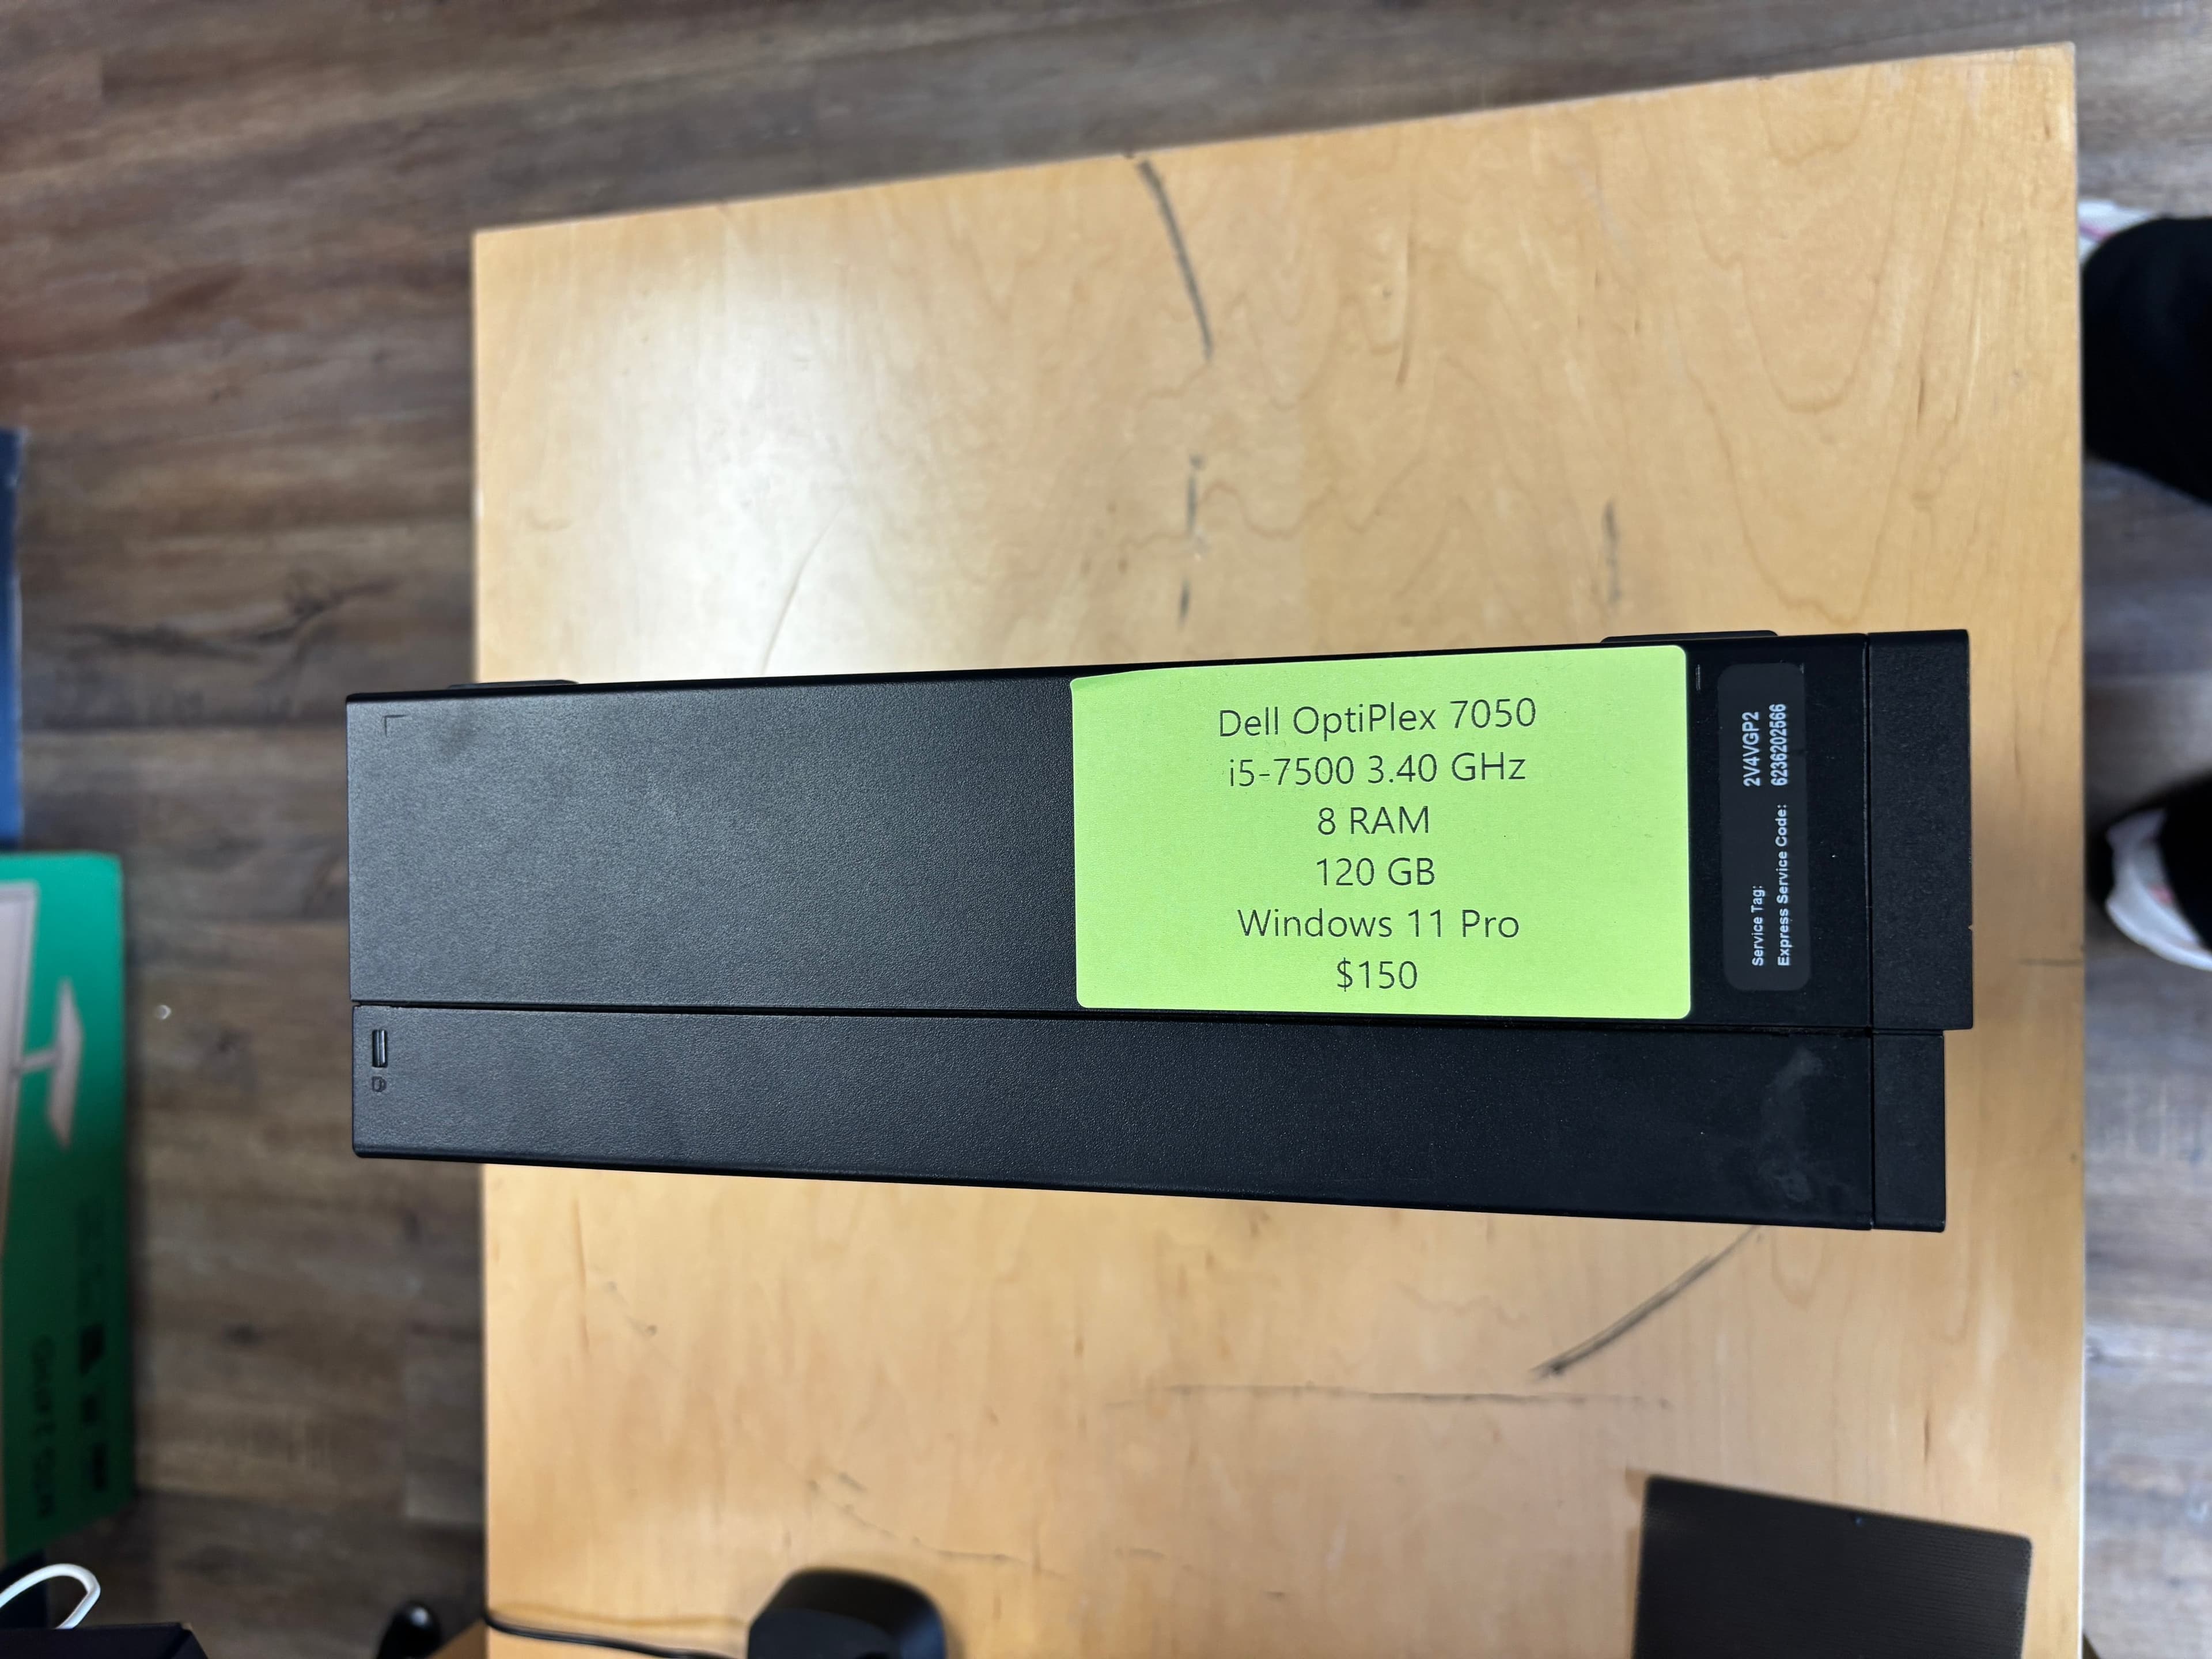 Dell OptiPlex 7050
i5-7500 3.40 GHz
8 RAM
120 GB
Windows 11 Pro
$150
Service Tag: 2V4VGP2
Express Service Code: 6236202566